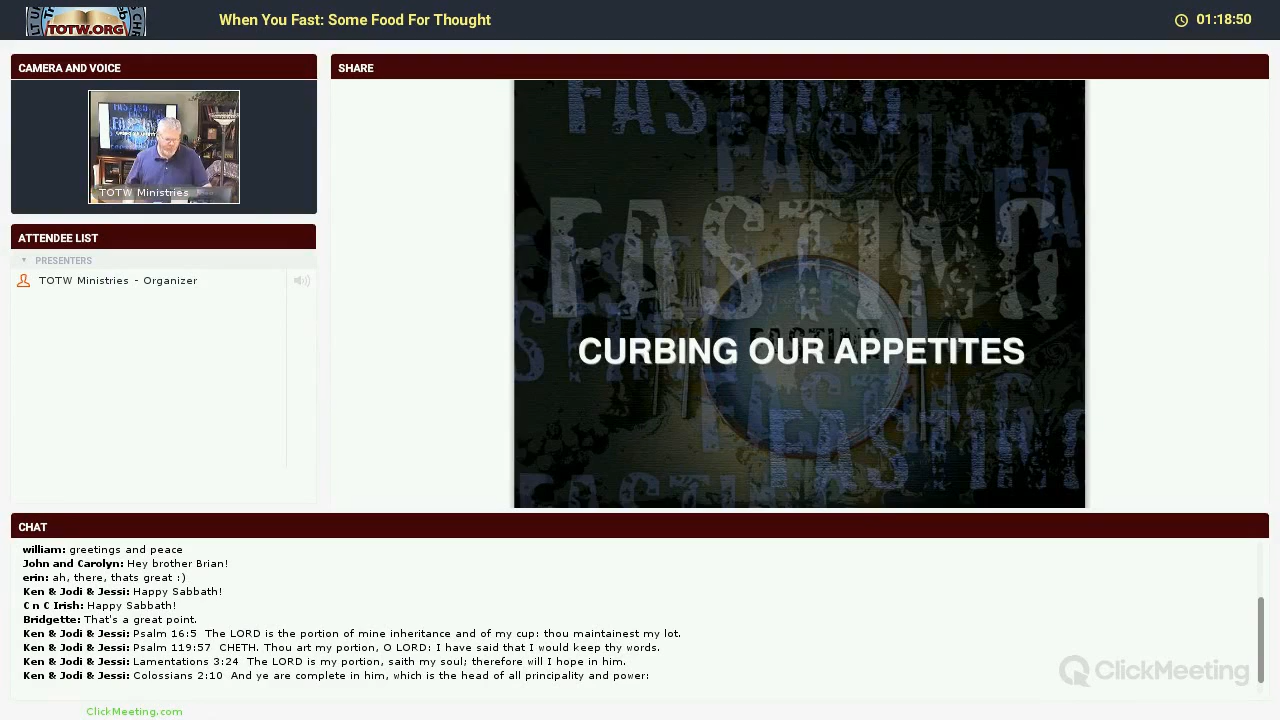 TOTW.ORG
When You Fast: Some Food For Thought
01:18:50
CAMERA AND VOICE
TOTW Ministries
ATTENDEE LIST
PRESENTERS
TOTW Ministries - Organizer
SHARE
FASTING
FASTING
FASTING
FASTING
CURBING OUR APPETITES
FASTING
FASTING
CHAT
william: greetings and peace
John and Carolyn: Hey brother Brian!
erin: ah, there, thats great :)
Ken & Jodi & Jessi: Happy Sabbath!
C n C Irish: Happy Sabbath!
Bridgette: That's a great point.
Ken & Jodi & Jessi: Psalm 16:5 The LORD is the portion of mine inheritance and of my cup: thou maintainest my lot.
Ken & Jodi & Jessi: Psalm 119:57 CHETH. Thou art my portion, O LORD: I have said that I would keep thy words.
Ken & Jodi & Jessi: Lamentations 3:24 The LORD is my portion, saith my soul; therefore will I hope in him.
Ken & Jodi & Jessi: Colossians 2:10 And ye are complete in him, which is the head of all principality and power:
ClickMeeting
ClickMeeting.com